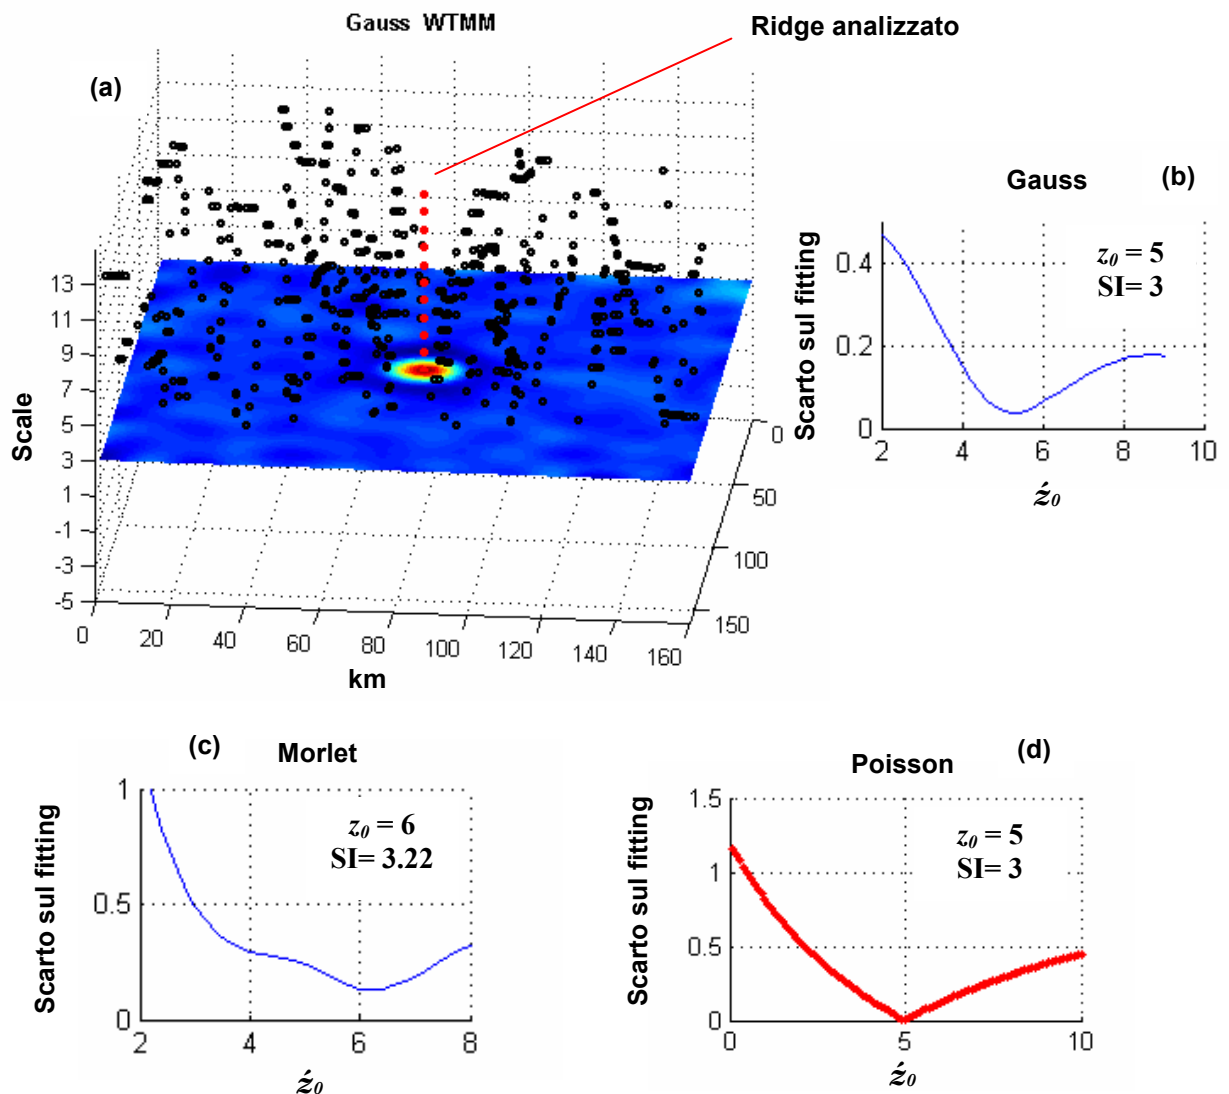 Gauss WTMM
Ridge analizzato
(a)
13
11
9
7
5
3
1
-1
-3
-5
Scale
0
20
40
60
80
100
120
140
160
km
0
50
100
150
Gauss
(b)
z₀ = 5
SI= 3
Scarto sul fitting
0.4
0.2
0
2
4
6
8
10
ź₀
(c)
Morlet
z₀ = 6
SI= 3.22
Scarto sul fitting
1
0.5
0
2
4
6
8
ź₀
(d)
Poisson
z₀ = 5
SI= 3
Scarto sul fitting
1.5
1
0.5
0
0
5
10
ź₀